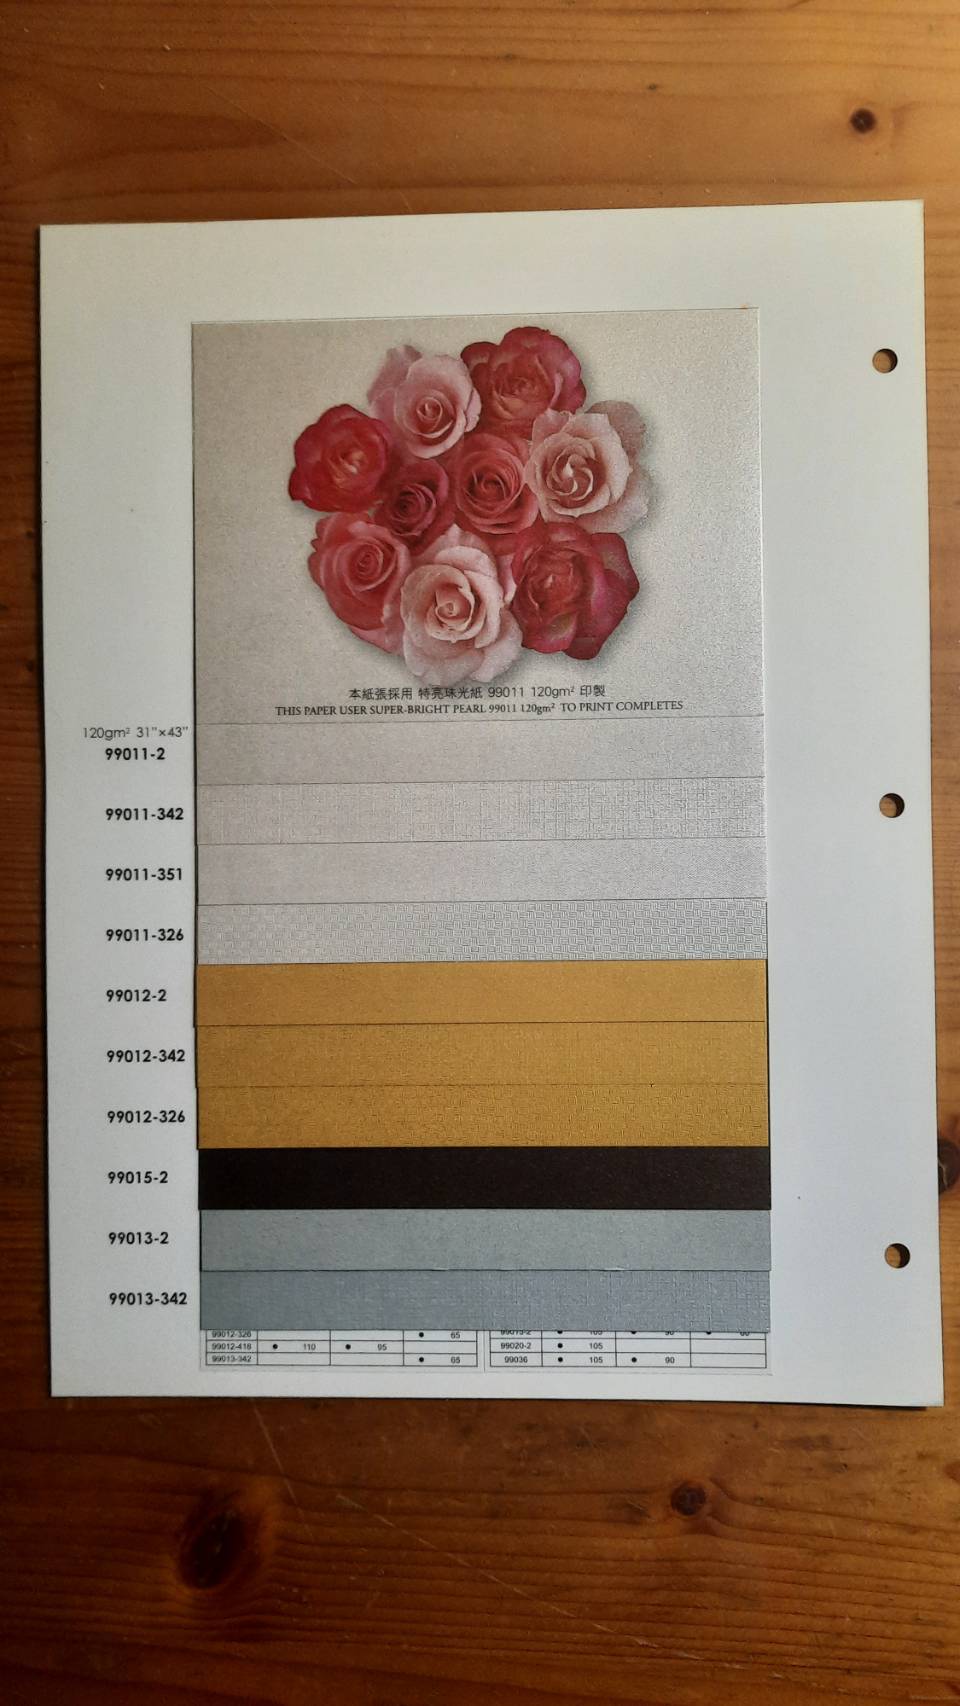 本紙張採用 特亮珠光紙 99011 120gm² 印製
THIS PAPER USER SUPER-BRIGHT PEARL 99011 120gm² TO PRINT COMPLETES
120gm² 31"×43"
99011-2
99011-342
99011-351
99011-326
99012-2
99012-342
99012-326
99015-2
99013-2
99013-342
99012-326 • 65
99012-418 • 110 • 95
99013-342 • 65
99015-2 • 105 • 90 • 60
99020-2 • 105
99036 • 105 • 90